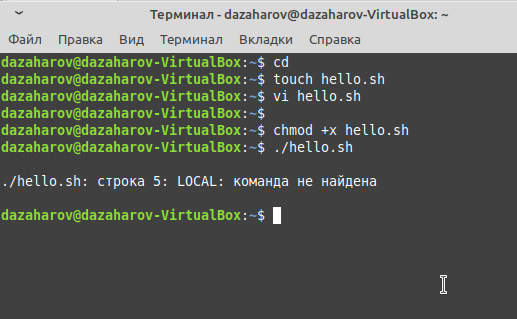 Терминал - dazaharov@dazaharov-VirtualBox: ~
Файл Правка Вид Терминал Вкладки Справка
dazaharov@dazaharov-VirtualBox:~$ cd
dazaharov@dazaharov-VirtualBox:~$ touch hello.sh
dazaharov@dazaharov-VirtualBox:~$ vi hello.sh
dazaharov@dazaharov-VirtualBox:~$
dazaharov@dazaharov-VirtualBox:~$ chmod +x hello.sh
dazaharov@dazaharov-VirtualBox:~$ ./hello.sh
./hello.sh: строка 5: LOCAL: команда не найдена
dazaharov@dazaharov-VirtualBox:~$